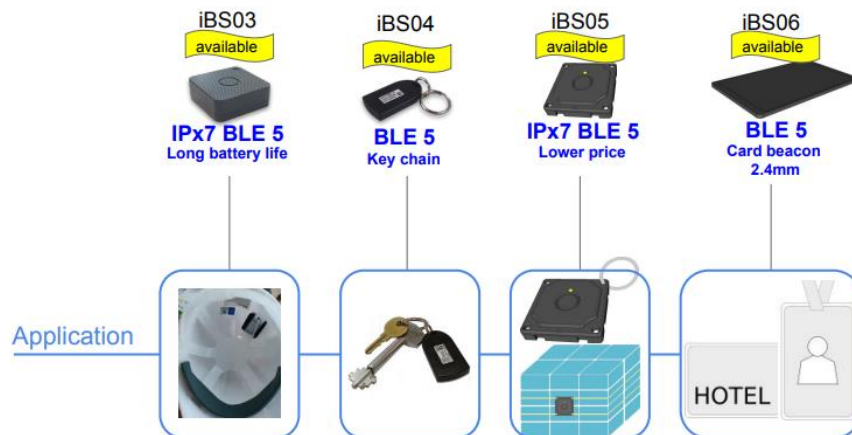 iBS03
available
IPx7 BLE 5
Long battery life
iBS04
available
BLE 5
Key chain
iBS05
available
IPx7 BLE 5
Lower price
iBS06
available
BLE 5
Card beacon
2.4mm
Application
HOTEL